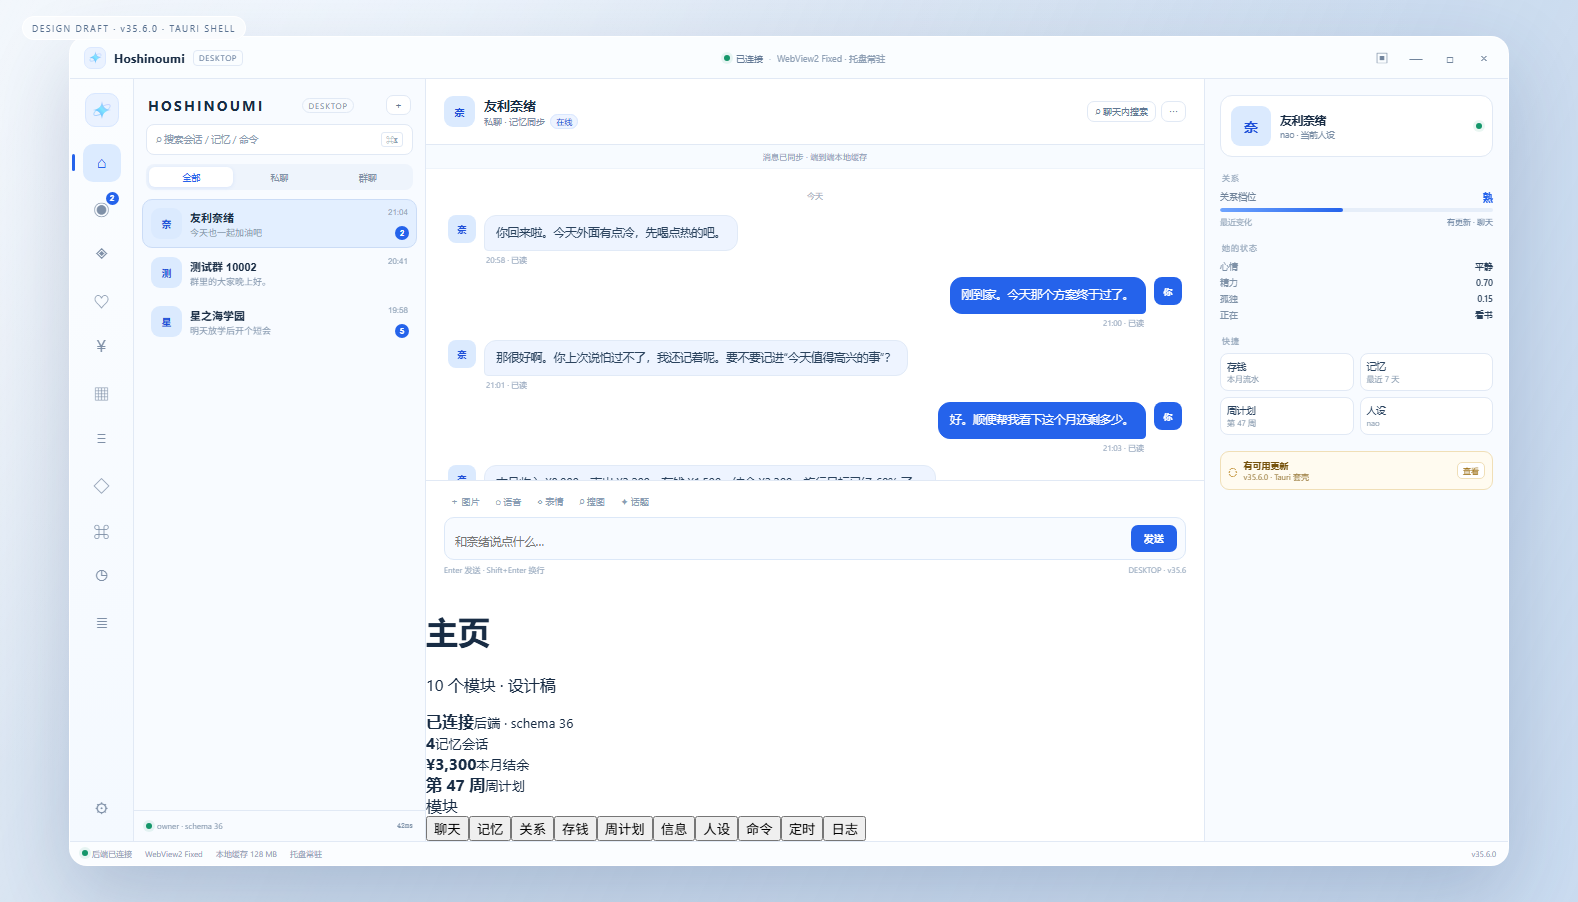 DESIGN DRAFT · v35.6.0 · TAURI SHELL
Hoshinoumi DESKTOP
已连接 · WebView2 Fixed · 托盘常驻
HOSHINOUMI DESKTOP +
搜索会话 / 记忆 / 命令 ⌘K
全部 私聊 群聊
奈 友利奈绪 21:04
今天也一起加油吧 2
测 测试群 10002 20:41
群里的大家晚上好。
星 星之海学园 19:58
明天放学后开个短会 5
owner · schema 36 42ms
2
¥
奈 友利奈绪
私聊 · 记忆同步 在线
聊天内搜索 ···
消息已同步 · 端到端本地缓存
今天
奈 你回来啦。今天外面有点冷，先喝点热的吧。
20:58 · 已读
刚到家。今天那个方案终于过了。 你
21:00 · 已读
奈 那很好啊。你上次说怕过不了，我还记着呢。要不要记进“今天值得高兴的事”？
21:01 · 已读
好。顺便帮我看下这个月还剩多少。 你
21:03 · 已读
奈
+ 图片 语音 表情 搜图 话题
和奈绪说点什么… 发送
Enter 发送 · Shift+Enter 换行 DESKTOP · v35.6
主页
10 个模块 · 设计稿
已连接后端 · schema 36
4记忆会话
¥3,300本月结余
第 47 周周计划
模块
聊天 记忆 关系 存钱 周计划 信息 人设 命令 定时 日志
奈 友利奈绪
nao · 当前人设
关系
关系档位 熟
最近变化 有更新 · 聊天
她的状态
心情 平静
精力 0.70
孤独 0.15
正在 看书
快捷
存钱
本月流水
记忆
最近 7 天
周计划
第 47 周
人设
nao
有可用更新
v35.6.0 · Tauri 套壳 查看
后端已连接 WebView2 Fixed 本地缓存 128 MB 托盘常驻 v35.6.0